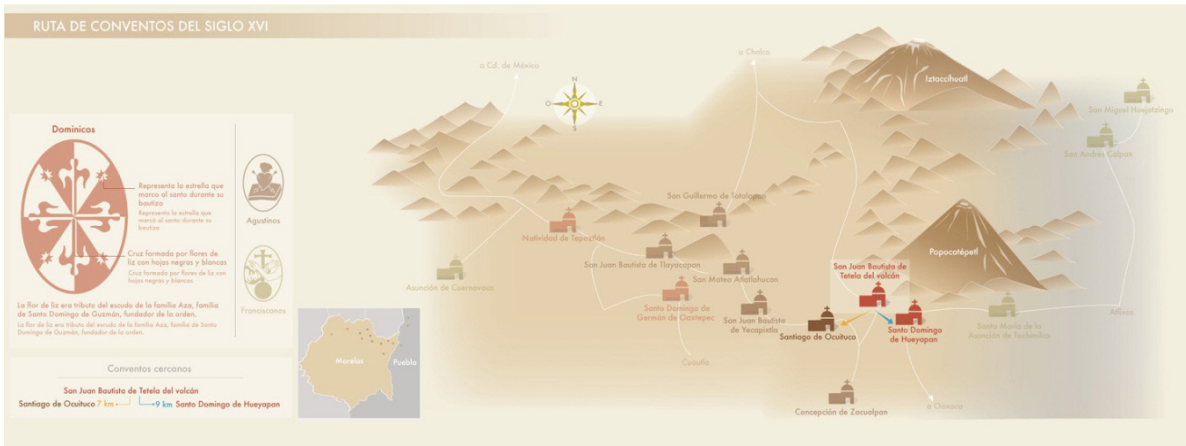 RUTA DE CONVENTOS DEL SIGLO XVI
a Cd. de México
a Chalco
N
O
E
S
Iztaccíhuatl
San Miguel Huejotzingo
San Andrés Calpan
Dominicos
Representa la estrella que
marco al santo durante su
bautizo
Representa la estrella que
marcó al santo durante su
bautizo
Cruz formada por flores de
liz con hojas negras y blancas
Cruz formada por flores de liz con
hojas negras y blancas
La flor de liz era tributo del escudo de la familia Aza, familia
de Santo Domingo de Guzmán, fundador de la orden.
La flor de liz era tributo del escudo de la familia Aza, familia de Santo
Domingo de Guzmán, fundador de la orden.
Agustinos
Franciscanos
San Guillermo de Totolapan
Natividad de Tepoztlán
San Juan Bautista de Tlayacapan
San Mateo Atlatlahucan
Asunción de Cuernavaca
Santo Domingo de
Germán de Oaxtepec
San Juan Bautista
de Yecapixtla
Popocatépetl
San Juan Bautista de
Tetela del volcán
Santiago de Ocuituco
Santo Domingo
de Hueyapan
Santa María de la
Asunción de Tochimilco
Atlixco
Cuautla
Concepción de Zacualpan
a Oaxaca
Morelos
Puebla
Conventos cercanos
San Juan Bautista de Tetela del volcán
Santiago de Ocuituco 7 km 9 km Santo Domingo de Hueyapan